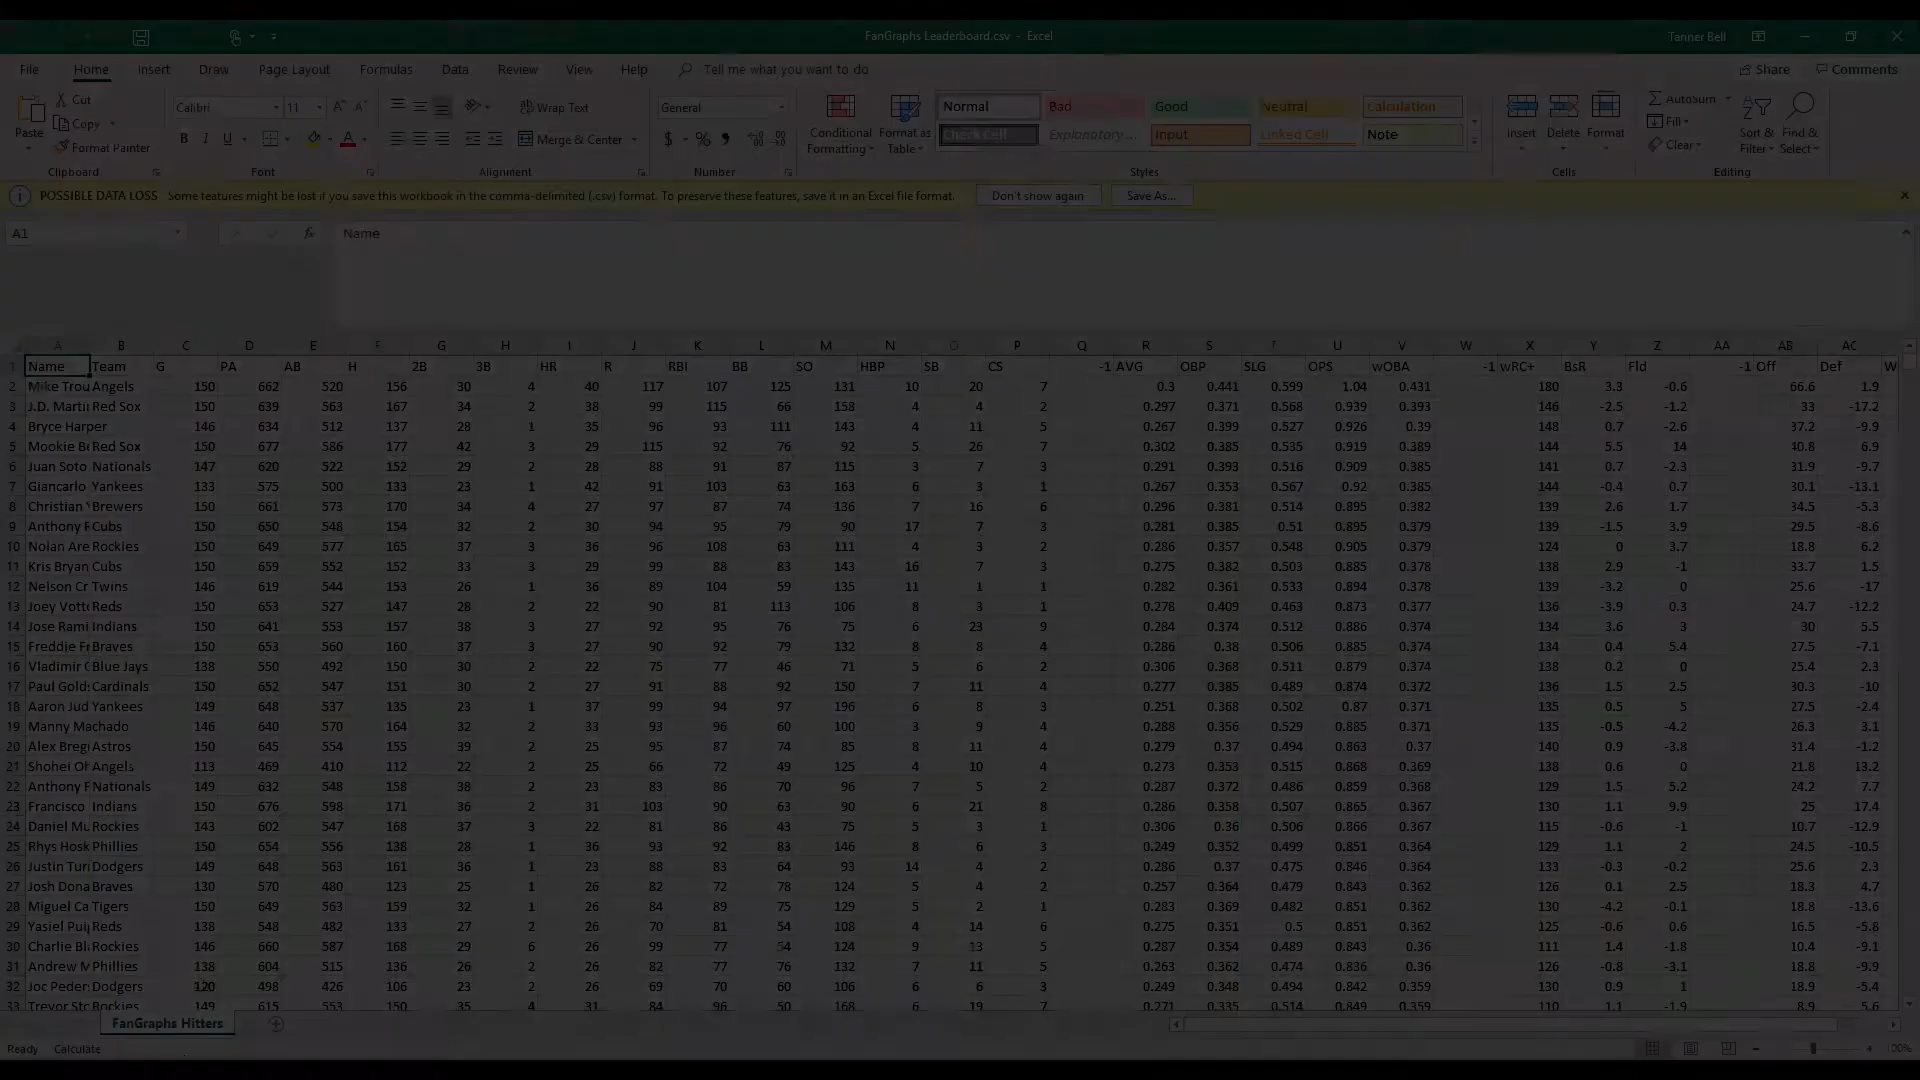 FanGraphs Leaderboard.csv - Excel
Tanner Bell
File Home Insert Draw Page Layout Formulas Data Review View Help Tell me what you want to do Share Comments
Cut
Copy
Format Painter
Paste
Clipboard
Calibri 11
B I U
Font
Wrap Text
Merge & Center
Alignment
General
$ % ,
Number
Conditional Formatting
Format as Table
Normal Bad Good Neutral Calculation
Check Cell Explanatory ... Input Linked Cell Note
Styles
Insert Delete Format
Cells
AutoSum
Fill
Clear
Sort & Filter
Find & Select
Editing
POSSIBLE DATA LOSS Some features might be lost if you save this workbook in the comma-delimited (.csv) format. To preserve these features, save it in an Excel file format. Don't show again Save As...
A1 fx Name
A B C D E F G H I J K L M N O P Q R S T U V W X Y Z AA AB AC
1 Name Team G PA AB H 2B 3B HR R RBI BB SO HBP SB CS -1 AVG OBP SLG OPS wOBA -1 wRC+ BsR Fld -1 Off Def W
2 Mike Trou Angels 150 662 520 156 30 4 40 117 107 125 131 10 20 7 0.3 0.441 0.599 1.04 0.431 180 3.3 -0.6 66.6 1.9
3 J.D. Martin Red Sox 150 639 563 167 34 2 38 99 115 66 158 4 4 2 0.297 0.371 0.568 0.939 0.393 146 -2.5 -1.2 33 -17.2
4 Bryce Harper 146 634 512 137 28 1 35 96 93 111 143 4 11 5 0.267 0.399 0.527 0.926 0.39 148 0.7 -2.6 37.2 -9.9
5 Mookie Be Red Sox 150 677 586 177 42 3 29 115 92 76 92 5 26 7 0.302 0.385 0.535 0.919 0.389 144 5.5 14 40.8 6.9
6 Juan Soto Nationals 147 620 522 152 29 2 28 88 91 87 115 3 7 3 0.291 0.393 0.516 0.909 0.385 141 0.7 -2.3 31.9 -9.7
7 Giancarlo Yankees 133 575 500 133 23 1 42 91 103 63 163 6 3 1 0.267 0.353 0.567 0.92 0.385 144 -0.4 0.7 30.1 -13.1
8 Christian Y Brewers 150 661 573 170 34 4 27 97 87 74 136 7 16 6 0.296 0.381 0.514 0.895 0.382 139 2.6 1.7 34.5 -5.3
9 Anthony R Cubs 150 650 548 154 32 2 30 94 95 79 90 17 7 3 0.281 0.385 0.51 0.895 0.379 139 -1.5 3.9 29.5 -8.6
10 Nolan Are Rockies 150 649 577 165 37 3 36 96 108 63 111 4 3 2 0.286 0.357 0.548 0.905 0.379 124 0 3.7 18.8 6.2
11 Kris Bryan Cubs 150 659 552 152 33 3 29 99 88 83 143 16 7 3 0.275 0.382 0.503 0.885 0.378 138 2.9 -1 33.7 1.5
12 Nelson Cr Twins 146 619 544 153 26 1 36 89 104 59 135 11 1 1 0.282 0.361 0.533 0.894 0.378 139 -3.2 0 25.6 -17
13 Joey Votto Reds 150 653 527 147 28 2 22 90 81 113 106 8 3 1 0.278 0.409 0.463 0.873 0.377 136 -3.9 0.3 24.7 -12.2
14 Jose Rami Indians 150 641 553 157 38 3 27 92 95 76 75 6 23 9 0.284 0.374 0.512 0.886 0.374 134 3.6 3 30 5.5
15 Freddie Fr Braves 150 653 560 160 37 3 27 90 92 79 132 8 8 4 0.286 0.38 0.506 0.885 0.374 134 0.4 5.4 27.5 -7.1
16 Vladimir G Blue Jays 138 550 492 150 30 2 22 75 77 46 71 5 6 2 0.306 0.368 0.511 0.879 0.374 138 0.2 0 25.4 2.3
17 Paul Golds Cardinals 150 652 547 151 30 2 27 91 88 92 150 7 11 4 0.277 0.385 0.489 0.874 0.372 136 1.5 2.5 30.3 -10
18 Aaron Jud Yankees 149 648 537 135 23 1 37 99 94 97 196 6 8 3 0.251 0.368 0.502 0.87 0.371 135 0.5 5 27.5 -2.4
19 Manny Machado 146 640 570 164 32 2 33 93 96 60 100 3 9 4 0.288 0.356 0.529 0.885 0.371 135 -0.5 -4.2 26.3 3.1
20 Alex Breg Astros 150 645 554 155 39 2 25 95 87 74 85 8 11 4 0.279 0.37 0.494 0.863 0.37 140 0.9 -3.8 31.4 -1.2
21 Shohei Oh Angels 113 469 410 112 22 2 25 66 72 49 125 4 10 4 0.273 0.353 0.515 0.868 0.369 138 0.6 0 21.8 13.2
22 Anthony R Nationals 149 632 548 158 38 2 23 83 86 70 96 7 5 2 0.287 0.372 0.486 0.859 0.368 129 1.5 5.2 24.2 7.7
23 Francisco Indians 150 676 598 171 36 2 31 103 90 63 90 6 21 8 0.286 0.358 0.507 0.865 0.367 130 1.1 9.9 25 17.4
24 Daniel Mu Rockies 143 602 547 168 37 3 22 81 86 43 75 5 3 1 0.306 0.36 0.506 0.866 0.367 115 -0.6 -1 10.7 -12.9
25 Rhys Hosk Phillies 150 654 556 138 28 1 36 93 92 83 146 8 6 3 0.249 0.352 0.499 0.851 0.364 129 1.1 2 24.5 -10.5
26 Justin Turn Dodgers 149 648 563 161 36 1 23 88 83 64 93 14 4 2 0.286 0.37 0.475 0.846 0.364 133 -0.3 -0.2 25.6 2.3
27 Josh Dona Braves 130 570 480 123 25 1 26 82 72 78 124 5 4 2 0.257 0.364 0.479 0.843 0.362 126 0.1 2.5 18.3 4.7
28 Miguel Ca Tigers 150 649 563 159 32 1 26 84 89 75 129 5 2 1 0.283 0.369 0.482 0.851 0.362 130 -4.2 -0.1 18.8 -13.6
29 Yasiel Puig Reds 138 548 482 133 27 2 26 70 81 54 108 4 14 6 0.275 0.351 0.5 0.851 0.362 125 -0.6 0.6 16.5 -5.8
30 Charlie Bla Rockies 146 660 587 168 29 6 26 99 77 54 124 9 13 5 0.287 0.354 0.489 0.843 0.36 111 1.4 -1.8 10.4 -9.1
31 Andrew M Phillies 138 604 515 136 26 2 26 82 77 76 132 7 11 5 0.263 0.362 0.474 0.836 0.36 126 -0.8 -3.1 18.8 -9.9
32 Joc Peder Dodgers 120 498 426 106 23 2 26 69 70 60 106 6 6 3 0.249 0.348 0.494 0.842 0.359 130 0.9 1 18.9 -5.4
33 Trevor Sto Rockies 149 615 553 150 35 4 31 84 96 50 168 6 19 7 0.271 0.335 0.514 0.849 0.359 110 1.1 -1.9 8.9 5.6
FanGraphs Hitters
Ready Calculate 100%